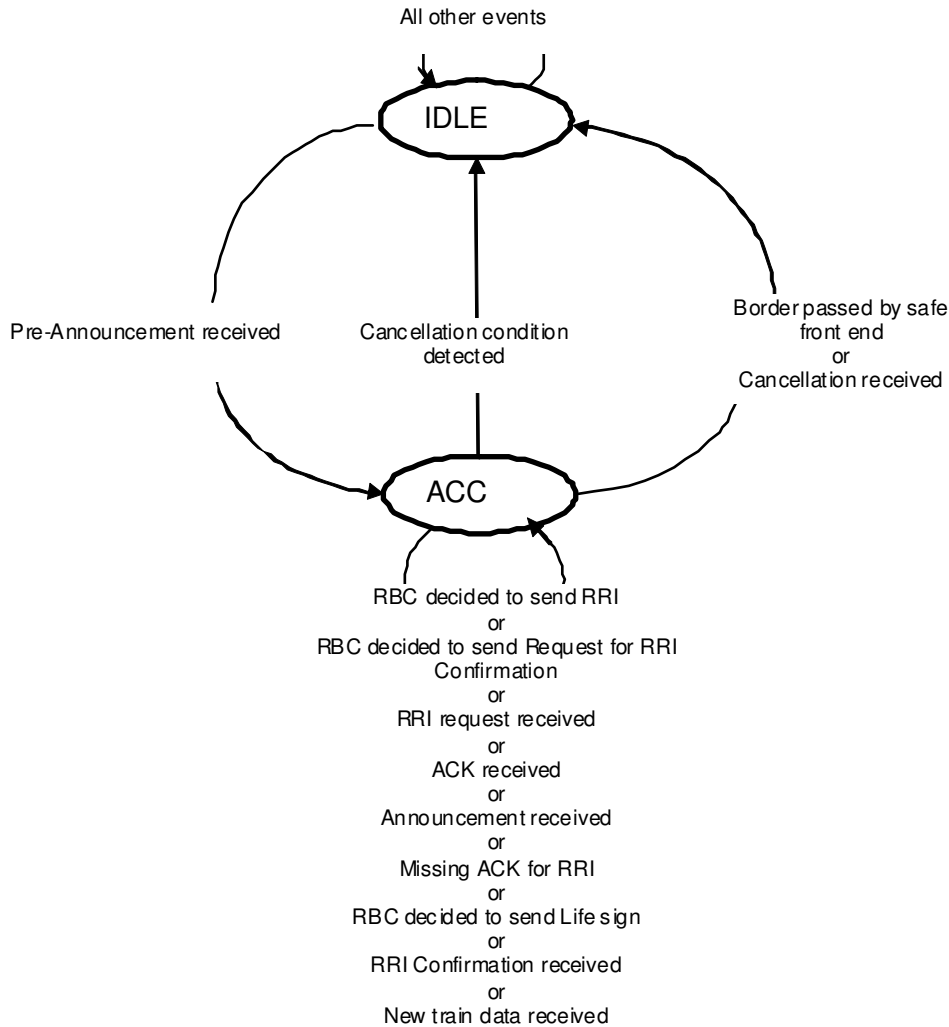 All other events
IDLE
Pre-Announcement received
Cancellation condition
detected
Border passed by safe
front end
or
Cancellation received
ACC
RBC decided to send RRI
or
RBC decided to send Request for RRI
Confirmation
or
RRI request received
or
ACK received
or
Announcement received
or
Missing ACK for RRI
or
RBC decided to send Life sign
or
RRI Confirmation received
or
New train data received